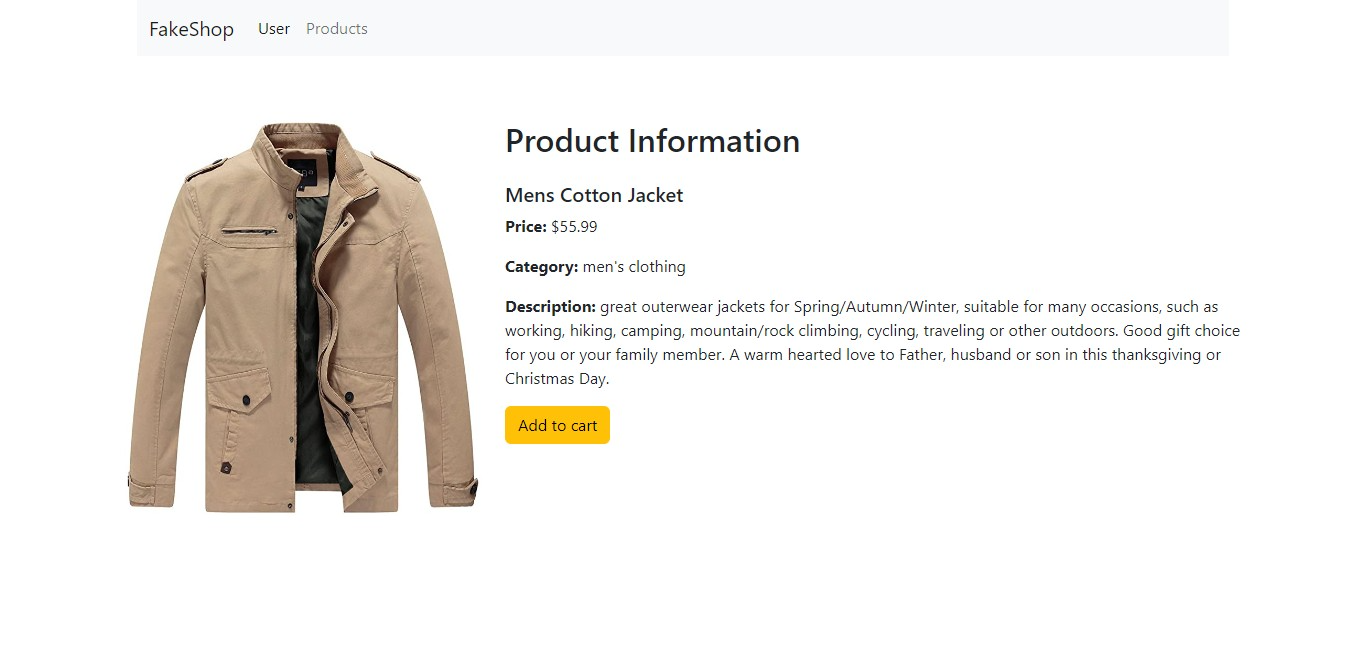 FakeShop User Products
Product Information
Mens Cotton Jacket
Price: $55.99
Category: men's clothing
Description: great outerwear jackets for Spring/Autumn/Winter, suitable for many occasions, such as
working, hiking, camping, mountain/rock climbing, cycling, traveling or other outdoors. Good gift choice
for you or your family member. A warm hearted love to Father, husband or son in this thanksgiving or
Christmas Day.
Add to cart